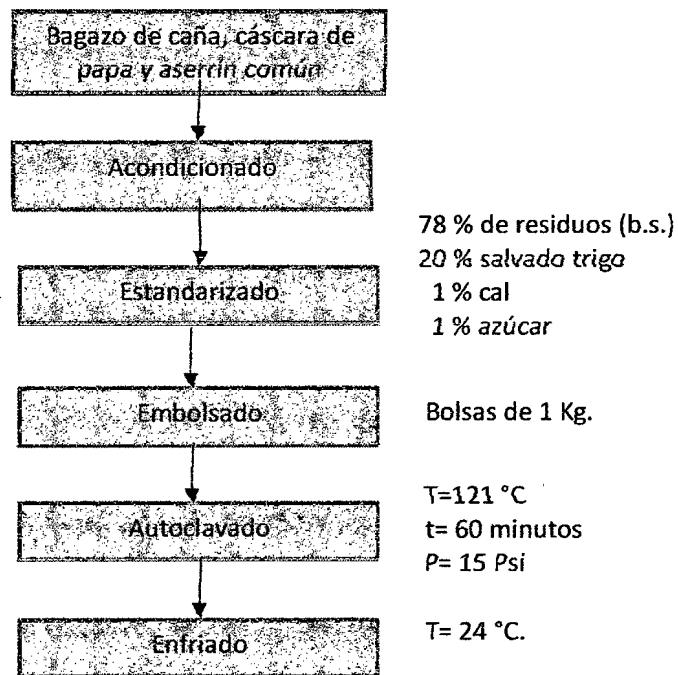 Bagazo de caña, cáscara de
papa y aserrín común
Acondicionado
78 % de residuos (b.s.)
20 % salvado trigo
1 % cal
1 % azúcar
Estandarizado
Embolsado
Bolsas de 1 Kg.
Autoclavado
T=121 °C
t= 60 minutos
P= 15 Psi
Enfriado
T= 24 °C.